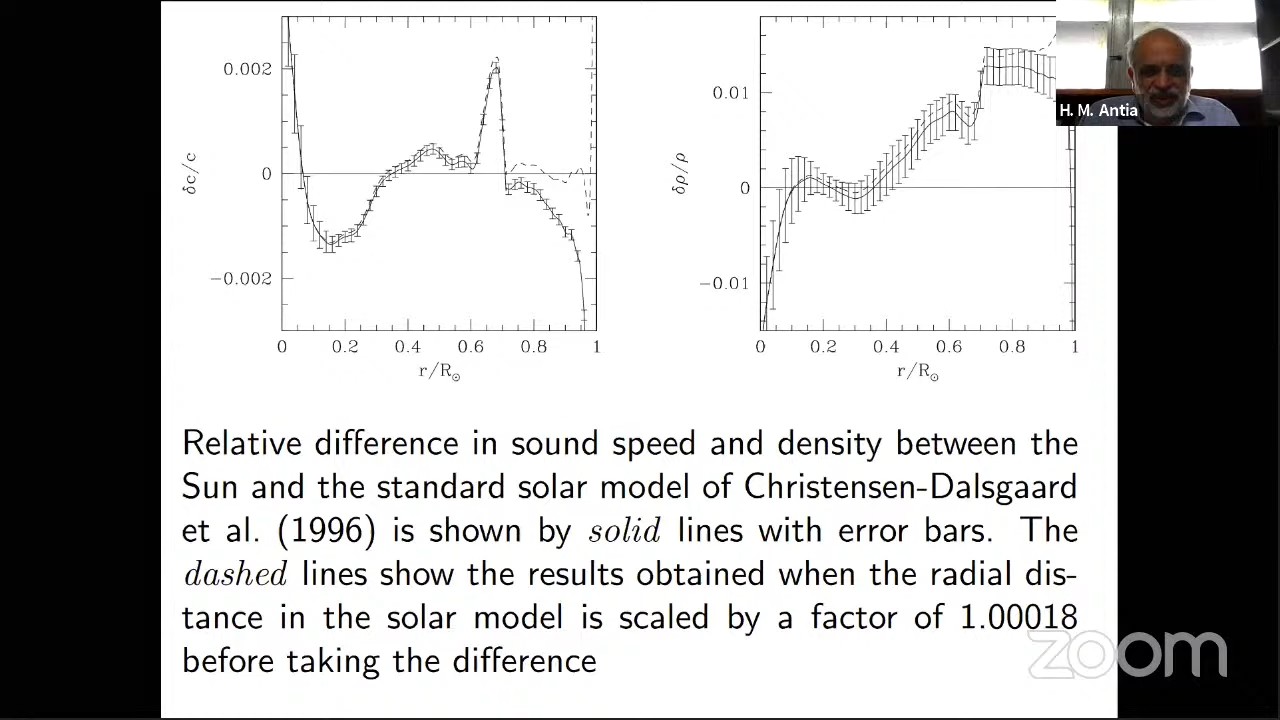 0.002
0
−0.002
δc/c
0 0.2 0.4 0.6 0.8 1
r/R⊙
0.01
0
−0.01
δρ/ρ
0 0.2 0.4 0.6 0.8 1
r/R⊙
H. M. Antia
Relative difference in sound speed and density between the
Sun and the standard solar model of Christensen-Dalsgaard
et al. (1996) is shown by solid lines with error bars. The
dashed lines show the results obtained when the radial dis-
tance in the solar model is scaled by a factor of 1.00018
before taking the difference
zoom